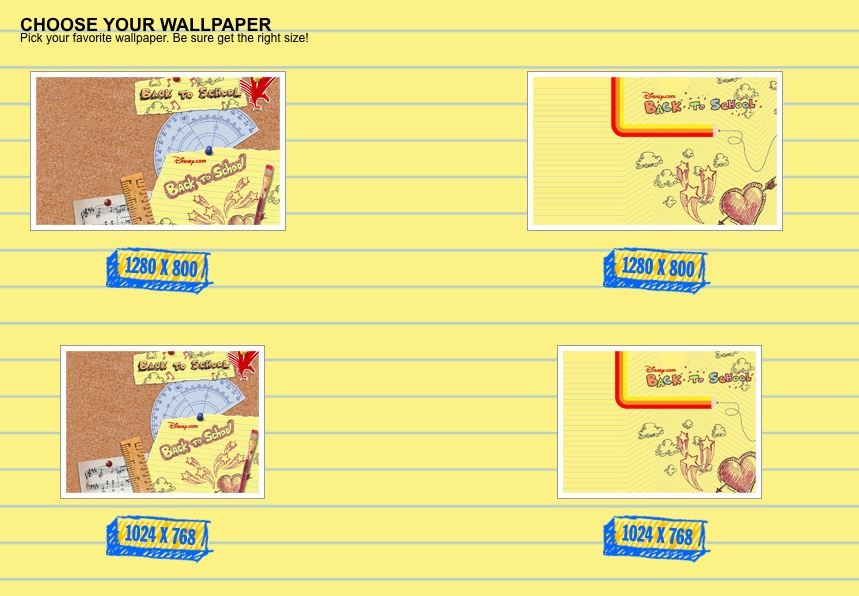 CHOOSE YOUR WALLPAPER
Pick your favorite wallpaper. Be sure get the right size!
BACK TO SCHOOL
Disney.com
Back to School
Disney.com
BACK TO SCHOOL
1280 X 800
1280 X 800
BACK TO SCHOOL
Disney.com
Back to School
Disney.com
BACK TO SCHOOL
1024 X 768
1024 X 768